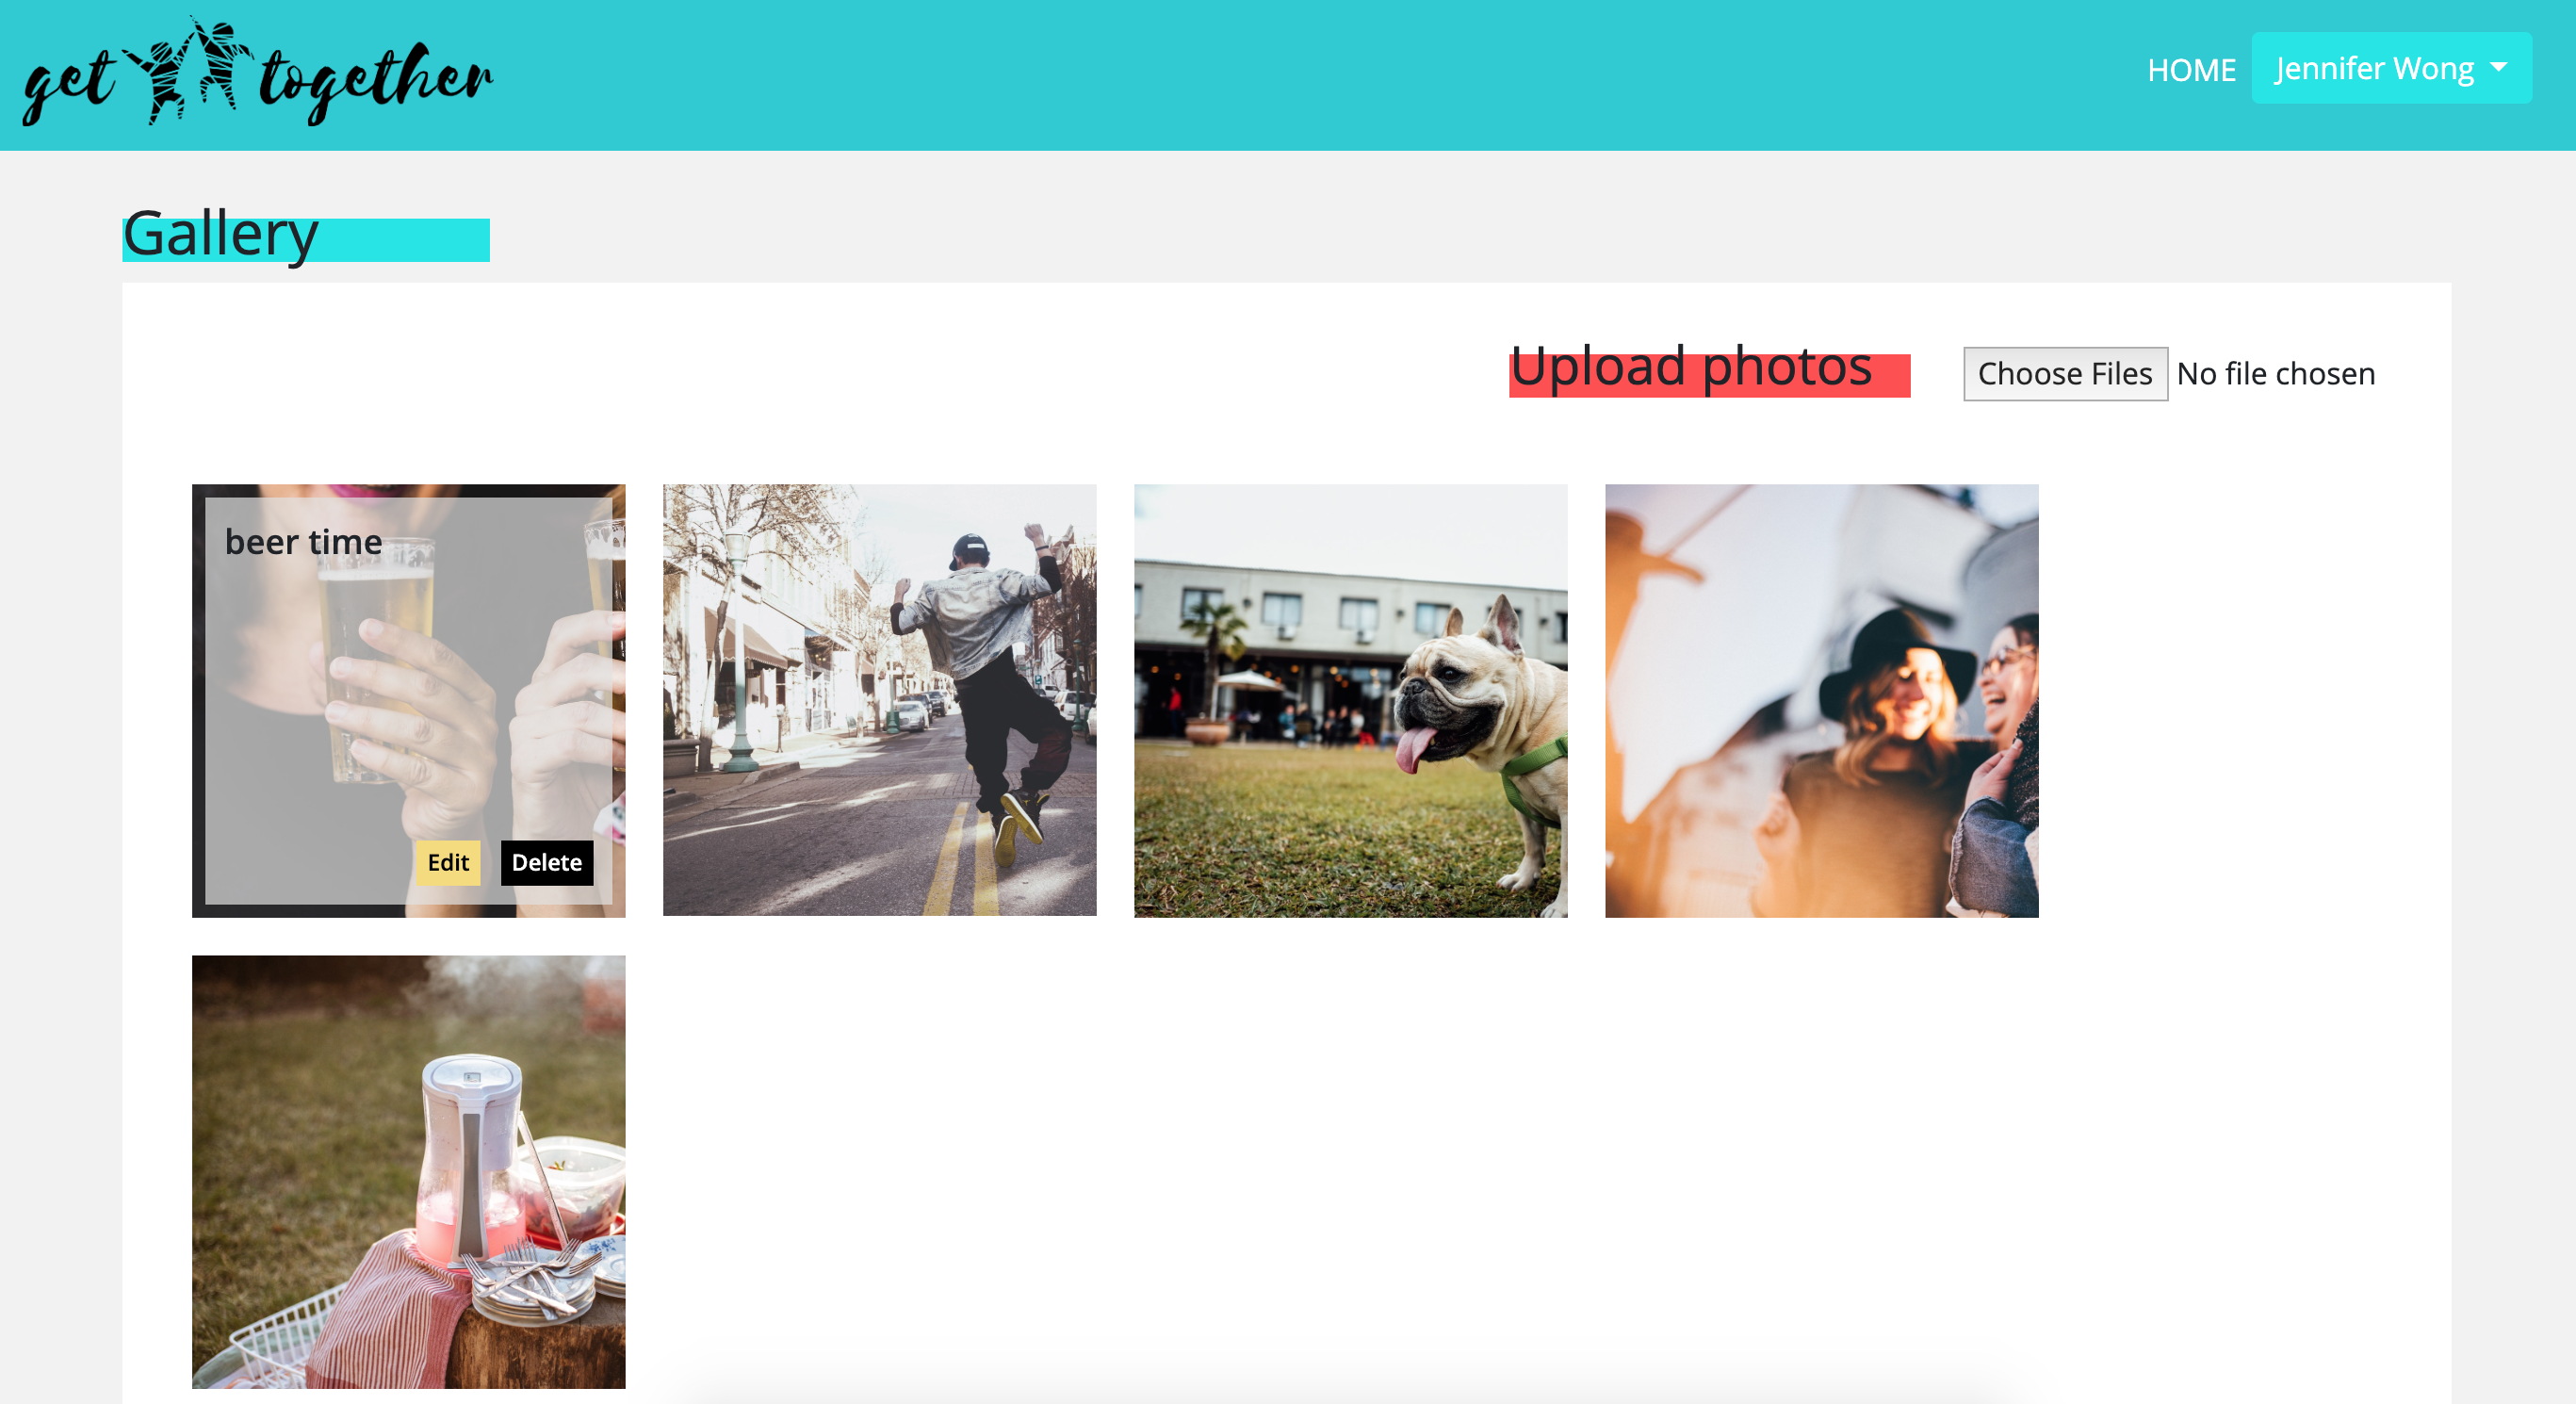 get together
HOME
Jennifer Wong
Gallery
Upload photos
Choose Files No file chosen
beer time
Edit
Delete